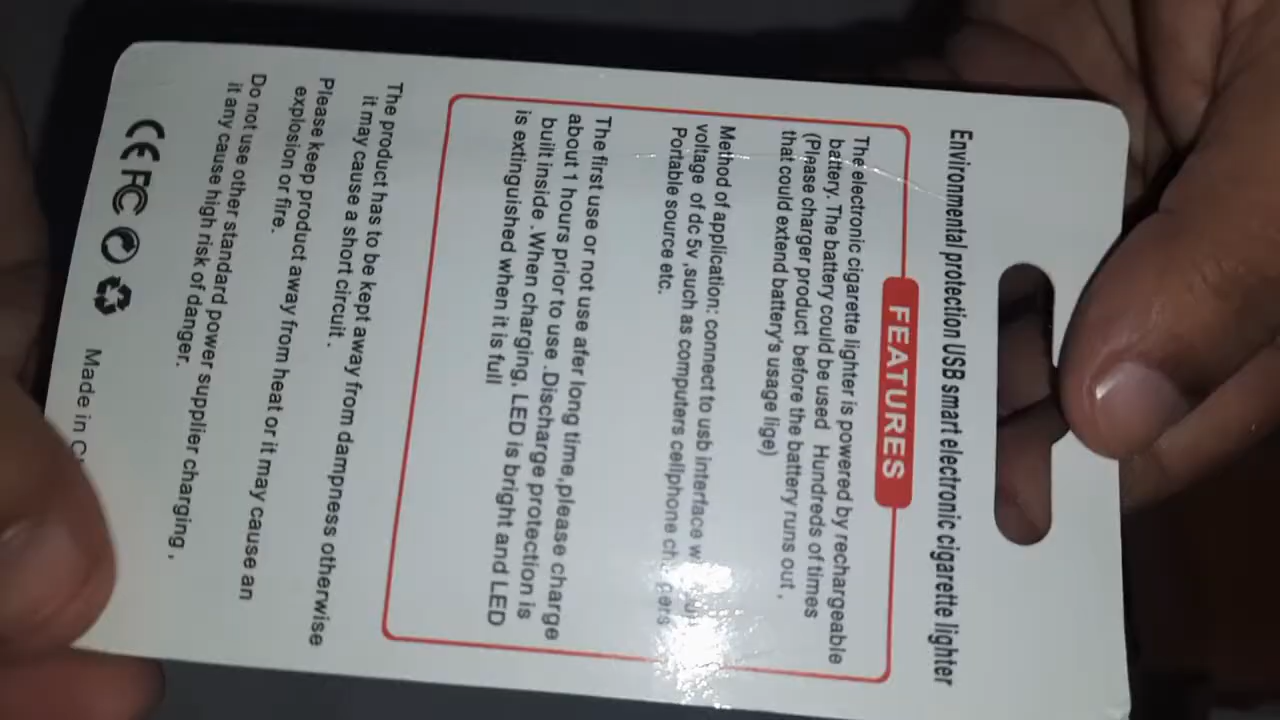 Environmental protection USB smart electronic cigarette lighter
FEATURES
The electronic cigarette lighter is powered by rechargeable
battery. The battery could be used Hundreds of times
(Please charger product before the battery runs out ,
that could extend battery's usage lige)
Method of application: connect to usb interface
voltage of dc 5v ,such as computers cellphone
Portable source etc.
The first use or not use afer long time,please charge
about 1 hours prior to use .Discharge protection is
built inside .When charging, LED is bright and LED
is extinguished when it is full
The product has to be kept away from dampness otherwise
it may cause a short circuit .
Please keep product away from heat or it may cause an
explosion or fire.
Do not use other standard power supplier charging ,
it any cause high risk of danger.
CE FC
Made in